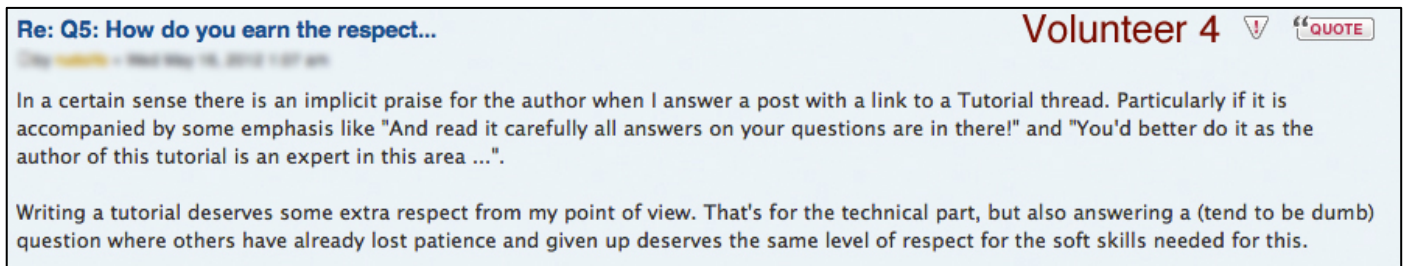 Re: Q5: How do you earn the respect...
Volunteer 4
QUOTE
In a certain sense there is an implicit praise for the author when I answer a post with a link to a Tutorial thread. Particularly if it is
accompanied by some emphasis like "And read it carefully all answers on your questions are in there!" and "You'd better do it as the
author of this tutorial is an expert in this area ...".
Writing a tutorial deserves some extra respect from my point of view. That's for the technical part, but also answering a (tend to be dumb)
question where others have already lost patience and given up deserves the same level of respect for the soft skills needed for this.